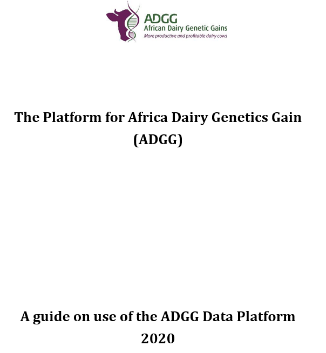 ADGG
African Dairy Genetic Gains
More productive and profitable dairy cows
The Platform for Africa Dairy Genetics Gain
(ADGG)
A guide on use of the ADGG Data Platform
2020